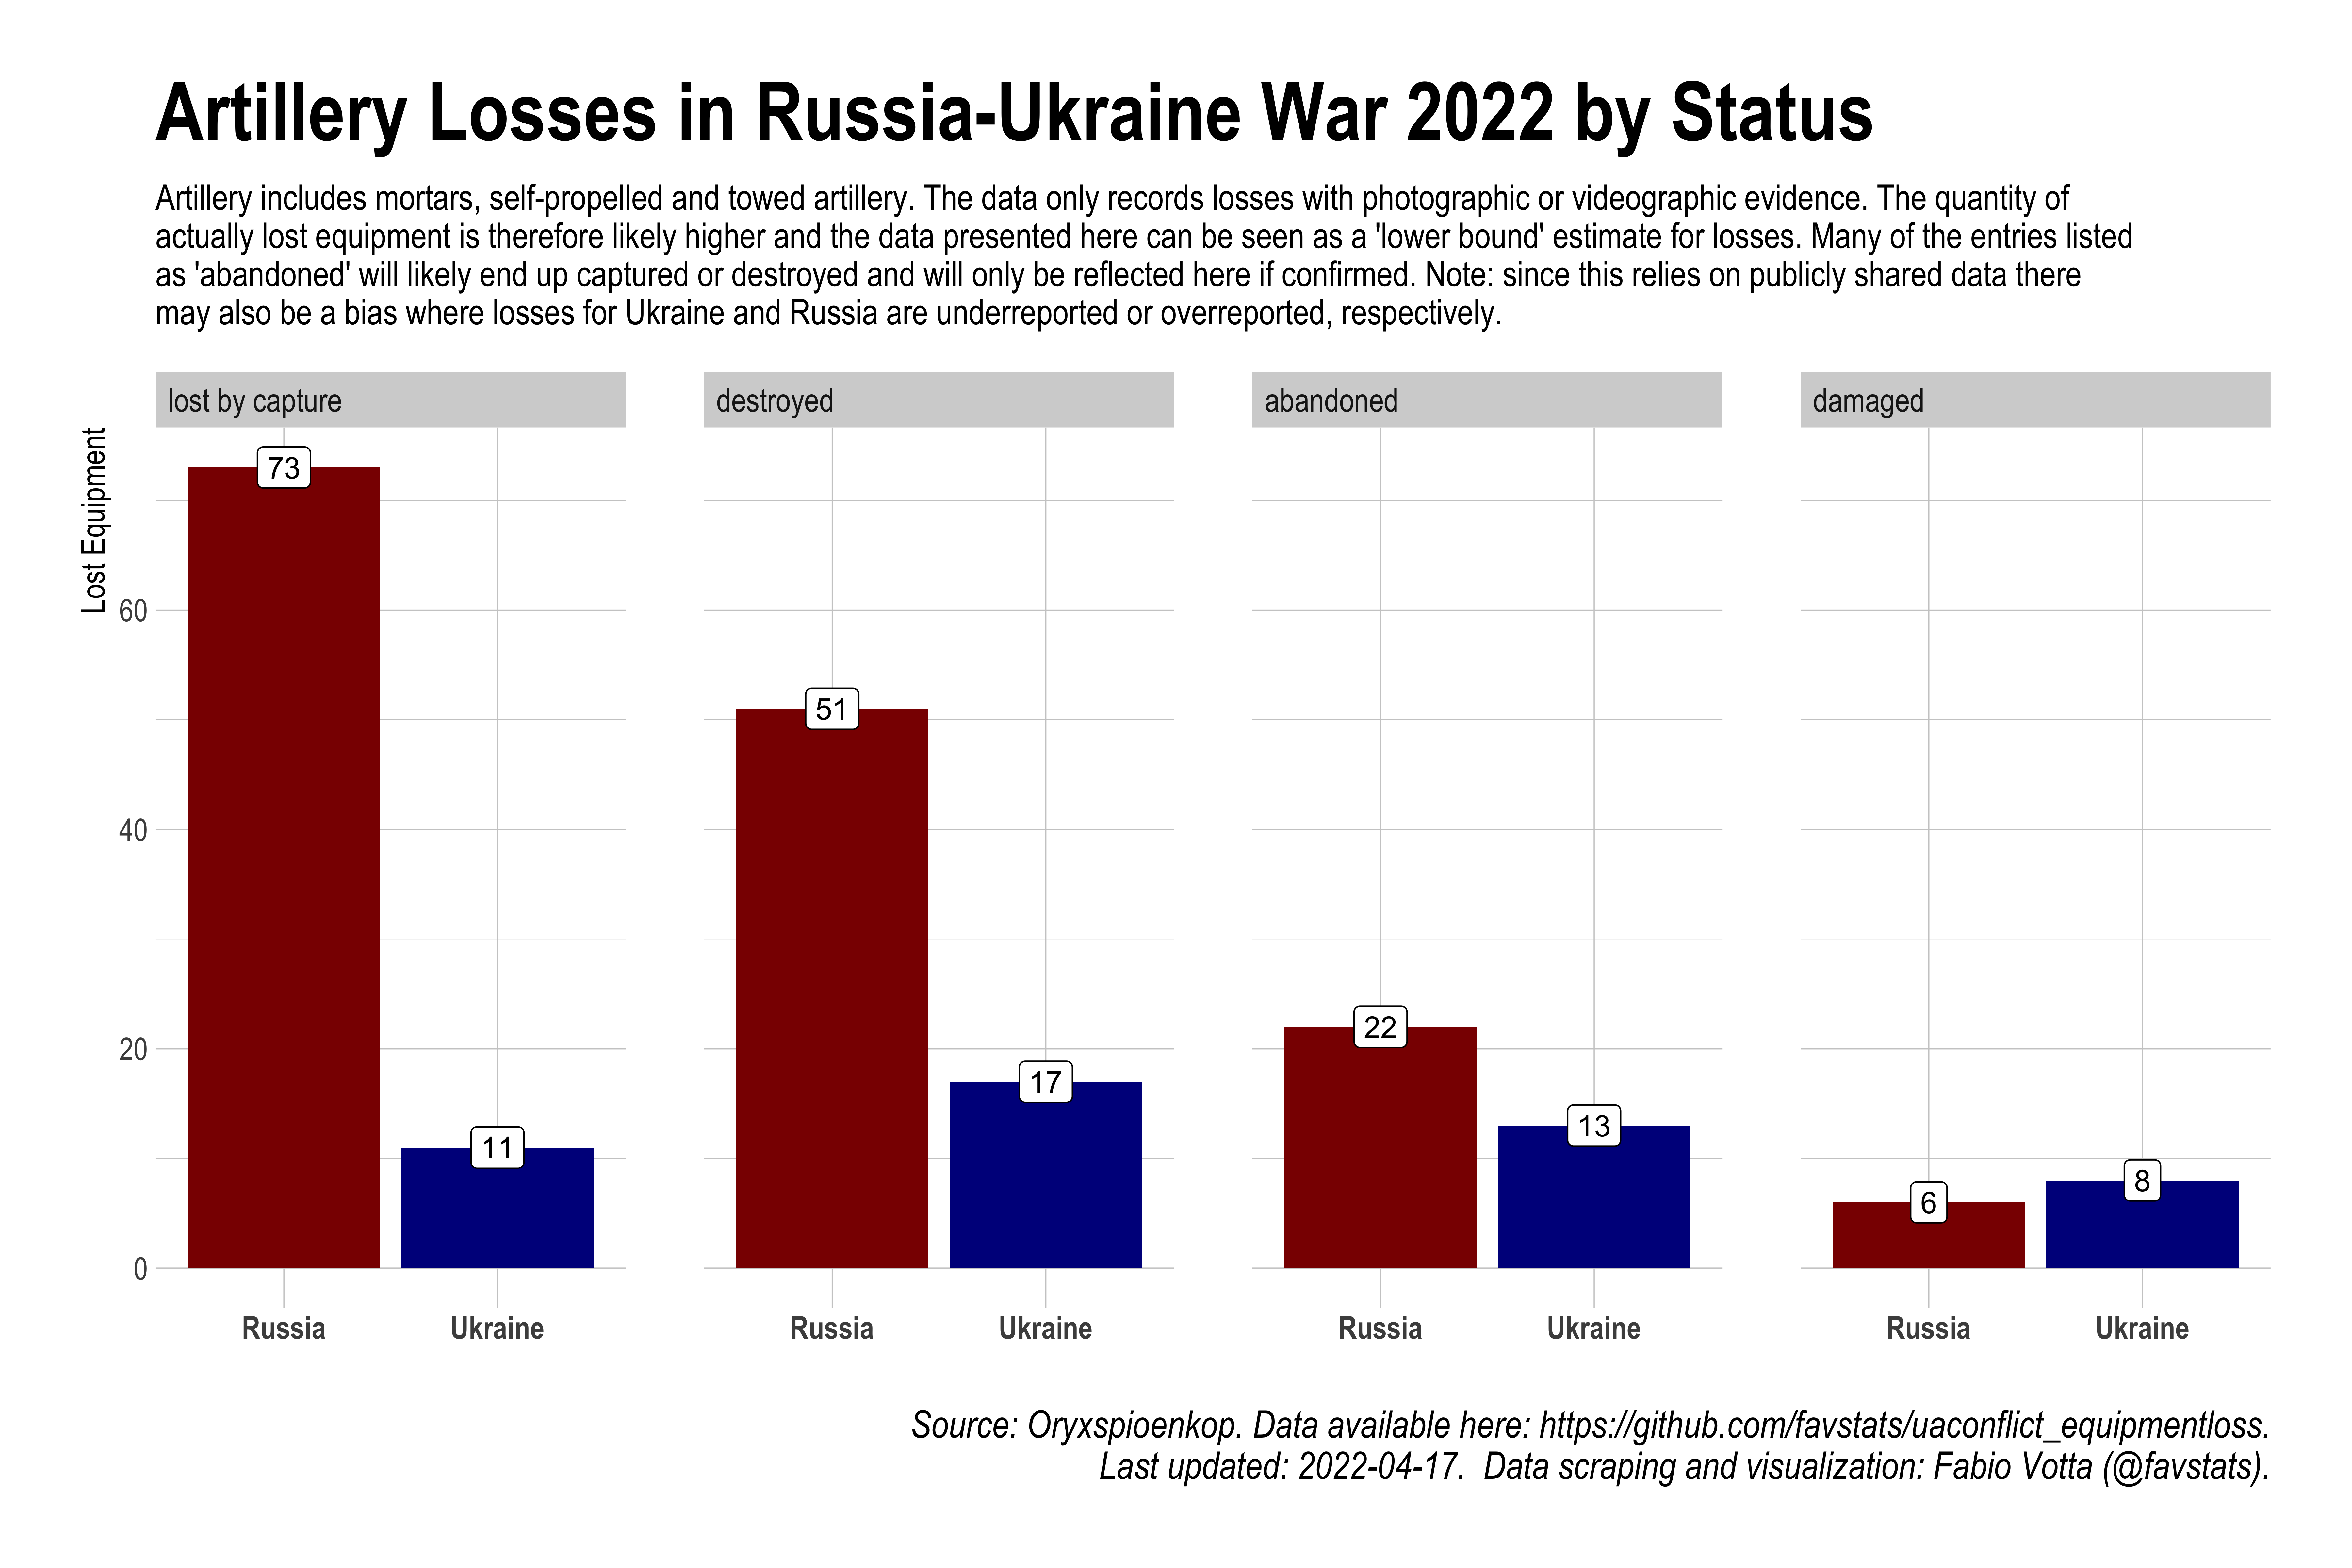 Artillery Losses in Russia-Ukraine War 2022 by Status
Artillery includes mortars, self-propelled and towed artillery. The data only records losses with photographic or videographic evidence. The quantity of
actually lost equipment is therefore likely higher and the data presented here can be seen as a 'lower bound' estimate for losses. Many of the entries listed
as 'abandoned' will likely end up captured or destroyed and will only be reflected here if confirmed. Note: since this relies on publicly shared data there
may also be a bias where losses for Ukraine and Russia are underreported or overreported, respectively.
lost by capture
destroyed
abandoned
damaged
Lost Equipment
60
40
20
0
73
11
51
17
22
13
6
8
Russia
Ukraine
Russia
Ukraine
Russia
Ukraine
Russia
Ukraine
Source: Oryxspioenkop. Data available here: https://github.com/favstats/uaconflict_equipmentloss.
Last updated: 2022-04-17.  Data scraping and visualization: Fabio Votta (@favstats).